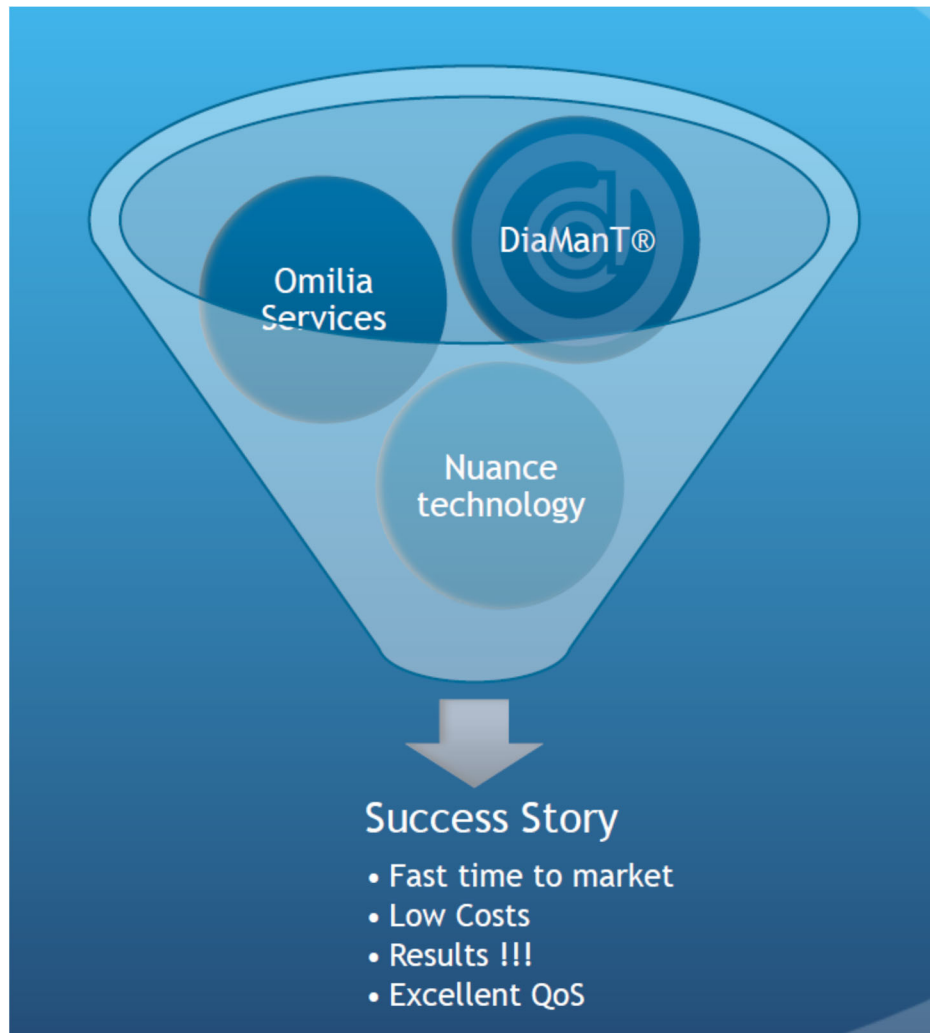 DiaManT®
Omilia
Services
Nuance
technology
Success Story
• Fast time to market
• Low Costs
• Results !!!
• Excellent QoS